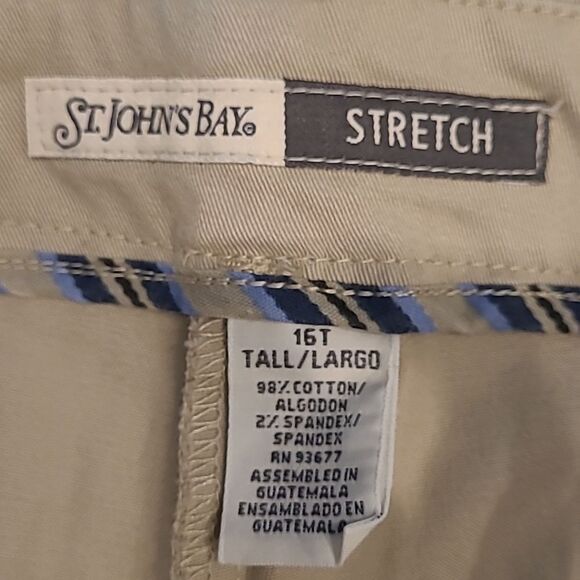 ST. JOHN'S BAY® STRETCH
16T
TALL/LARGO
98% COTTON/
ALGODON
2% SPANDEX/
SPANDEX
RN 93677
ASSEMBLED IN
GUATEMALA
ENSAMBLADO EN
GUATEMALA